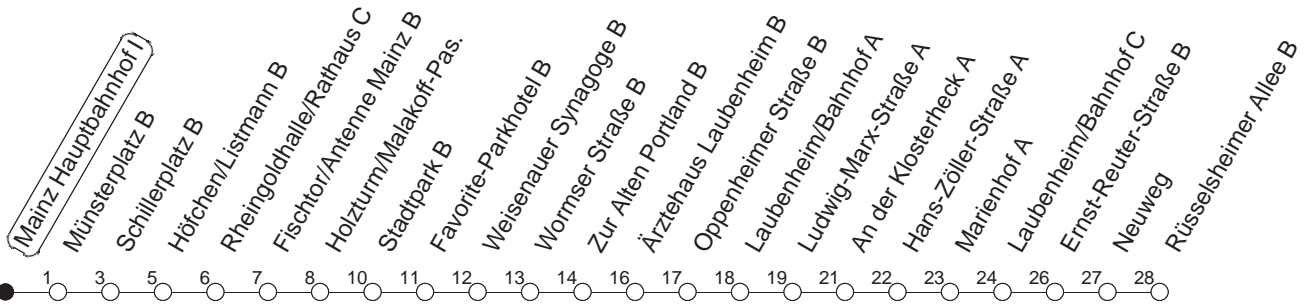 Mainz Hauptbahnhof I
Münsterplatz B
Schillerplatz B
Höfchen/Listmann B
Rheingoldhalle/Rathaus C
Fischtor/Antenne Mainz B
Holzturm/Malakoff-Pas.
Stadtpark B
Favorite-Parkhotel B
Weisenauer Synagoge B
Wormser Straße B
Zur Alten Portland B
Ärztehaus Laubenheim B
Oppenheimer Straße B
Laubenheim/Bahnhof A
Ludwig-Marx-Straße A
An der Klosterheck A
Hans-Zöller-Straße A
Marienhof A
Laubenheim/Bahnhof C
Ernst-Reuter-Straße B
Neuweg
Rüsselsheimer Allee B
1 3 5 6 7 8 10 11 12 13 14 16 17 18 19 21 22 23 24 26 27 28